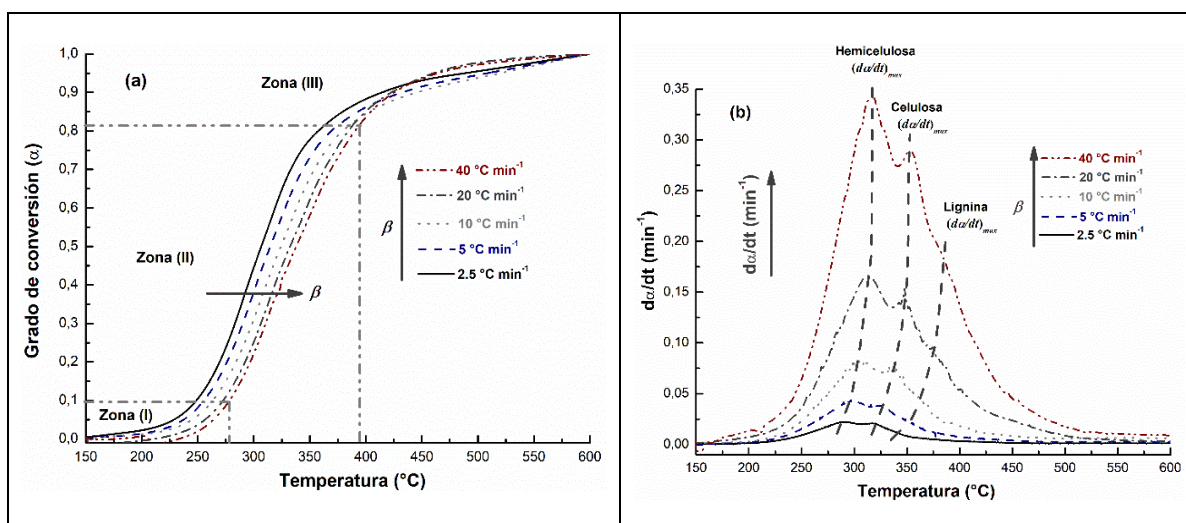 (a)
Zona (III)
Zona (II)
Zona (I)
40 °C min⁻¹
20 °C min⁻¹
10 °C min⁻¹
5 °C min⁻¹
2.5 °C min⁻¹
β
β
Grado de conversión (α)
1,0
0,9
0,8
0,7
0,6
0,5
0,4
0,3
0,2
0,1
0,0
150 200 250 300 350 400 450 500 550 600
Temperatura (°C)
(b)
Hemicelulosa
(dα/dt)max
Celulosa
(dα/dt)max
Lignina
(dα/dt)max
40 °C min⁻¹
20 °C min⁻¹
10 °C min⁻¹
5 °C min⁻¹
2.5 °C min⁻¹
β
dα/dt (min⁻¹)
dα/dt (min⁻¹)
0,35
0,30
0,25
0,20
0,15
0,10
0,05
0,00
150 200 250 300 350 400 450 500 550 600
Temperatura (°C)